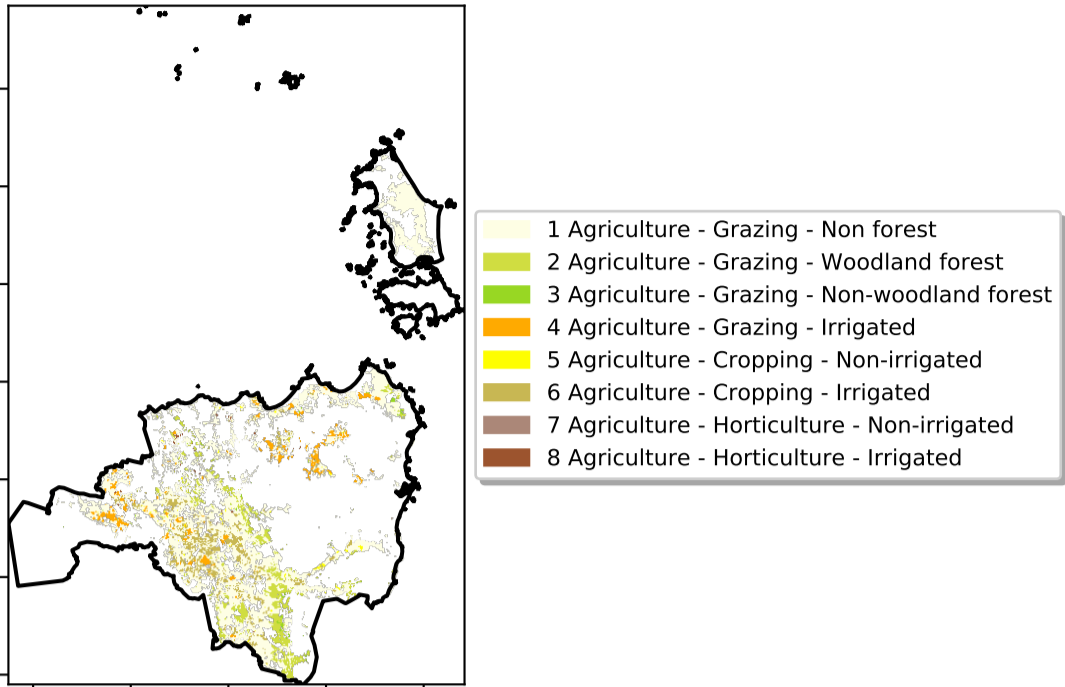 1 Agriculture - Grazing - Non forest
2 Agriculture - Grazing - Woodland forest
3 Agriculture - Grazing - Non-woodland forest
4 Agriculture - Grazing - Irrigated
5 Agriculture - Cropping - Non-irrigated
6 Agriculture - Cropping - Irrigated
7 Agriculture - Horticulture - Non-irrigated
8 Agriculture - Horticulture - Irrigated